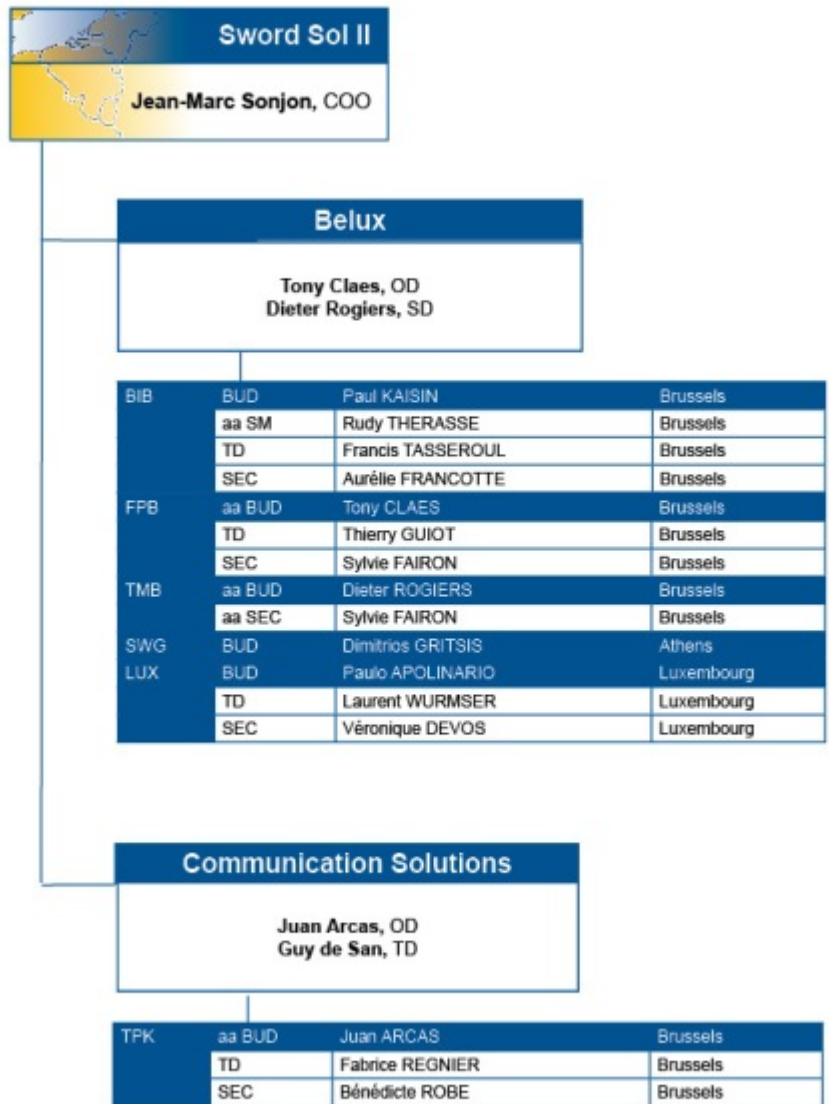 Sword Sol II
Jean-Marc Sonjon, COO
Belux
Tony Claes, OD
Dieter Rogiers, SD
BIB BUD Paul KAISIN Brussels
aa SM Rudy THERASSE Brussels
TD Francis TASSEROUL Brussels
SEC Aurélie FRANCOTTE Brussels
FPB aa BUD Tony CLAES Brussels
TD Thierry GUIOT Brussels
SEC Sylvie FAIRON Brussels
TMB aa BUD Dieter ROGIERS Brussels
aa SEC Sylvie FAIRON Brussels
SWG BUD Dimitrios GRITSIS Athens
LUX BUD Paulo APOLINARIO Luxembourg
TD Laurent WURMSER Luxembourg
SEC Véronique DEVOS Luxembourg
Communication Solutions
Juan Arcas, OD
Guy de San, TD
TPK aa BUD Juan ARCAS Brussels
TD Fabrice REGNIER Brussels
SEC Bénédicte ROBE Brussels